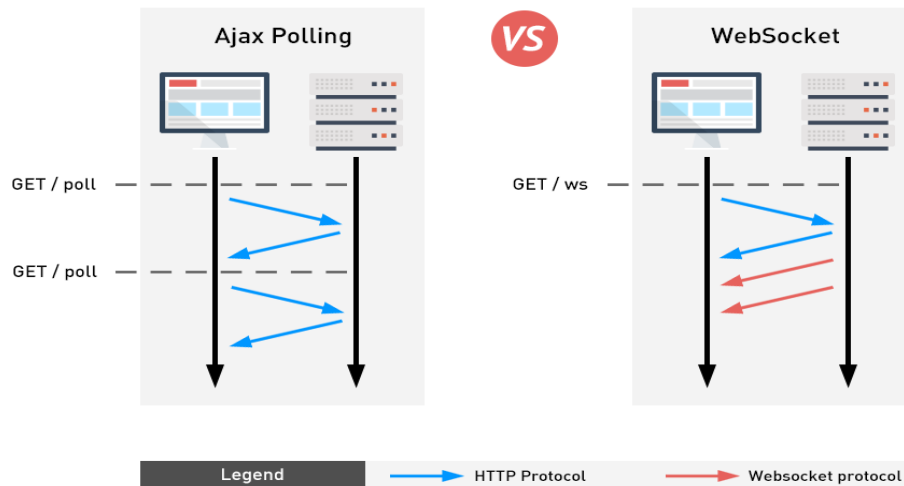 Ajax Polling
VS
WebSocket
GET / poll
GET / ws
GET / poll
Legend
HTTP Protocol
Websocket protocol